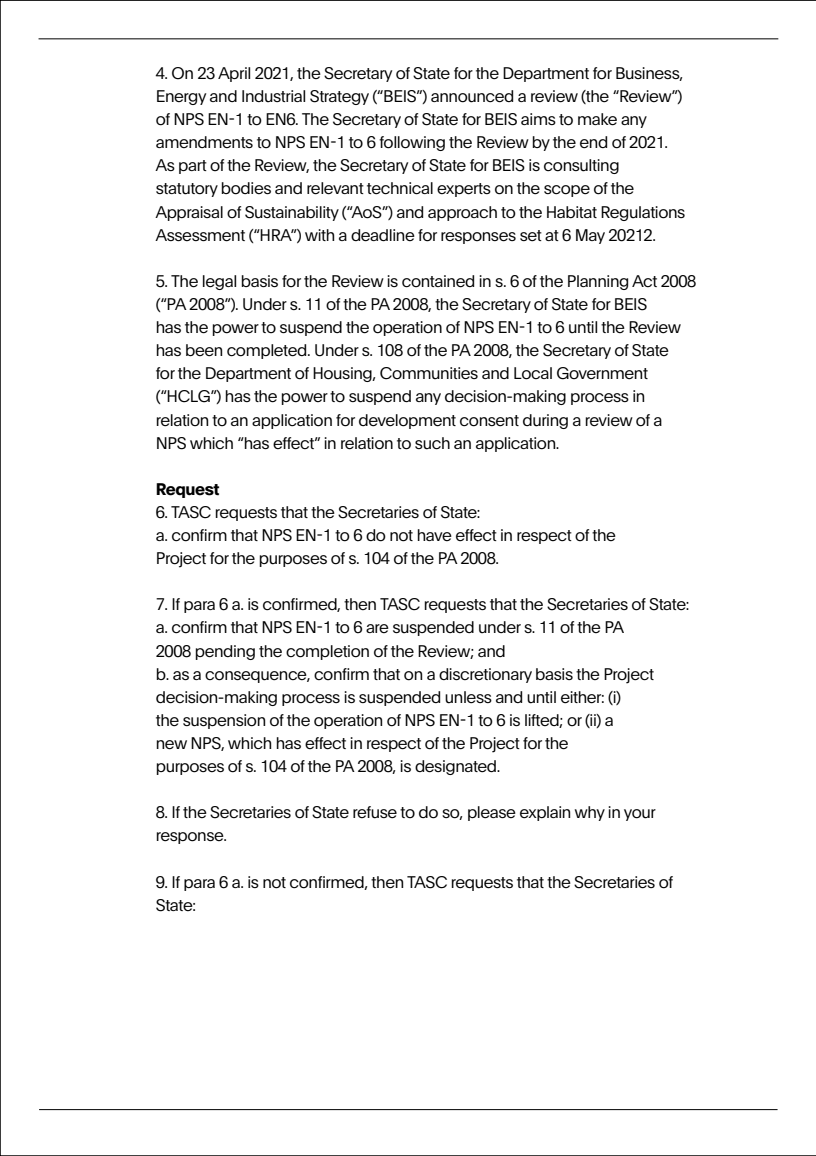 4. On 23 April 2021, the Secretary of State for the Department for Business,
Energy and Industrial Strategy (“BEIS”) announced a review (the “Review”)
of NPS EN-1 to EN6. The Secretary of State for BEIS aims to make any
amendments to NPS EN-1 to 6 following the Review by the end of 2021.
As part of the Review, the Secretary of State for BEIS is consulting
statutory bodies and relevant technical experts on the scope of the
Appraisal of Sustainability (“AoS”) and approach to the Habitat Regulations
Assessment (“HRA”) with a deadline for responses set at 6 May 20212.
5. The legal basis for the Review is contained in s. 6 of the Planning Act 2008
(“PA 2008”). Under s. 11 of the PA 2008, the Secretary of State for BEIS
has the power to suspend the operation of NPS EN-1 to 6 until the Review
has been completed. Under s. 108 of the PA 2008, the Secretary of State
for the Department of Housing, Communities and Local Government
(“HCLG”) has the power to suspend any decision-making process in
relation to an application for development consent during a review of a
NPS which “has effect” in relation to such an application.
Request
6. TASC requests that the Secretaries of State:
a. confirm that NPS EN-1 to 6 do not have effect in respect of the
Project for the purposes of s. 104 of the PA 2008.
7. If para 6 a. is confirmed, then TASC requests that the Secretaries of State:
a. confirm that NPS EN-1 to 6 are suspended under s. 11 of the PA
2008 pending the completion of the Review; and
b. as a consequence, confirm that on a discretionary basis the Project
decision-making process is suspended unless and until either: (i)
the suspension of the operation of NPS EN-1 to 6 is lifted; or (ii) a
new NPS, which has effect in respect of the Project for the
purposes of s. 104 of the PA 2008, is designated.
8. If the Secretaries of State refuse to do so, please explain why in your
response.
9. If para 6 a. is not confirmed, then TASC requests that the Secretaries of
State: